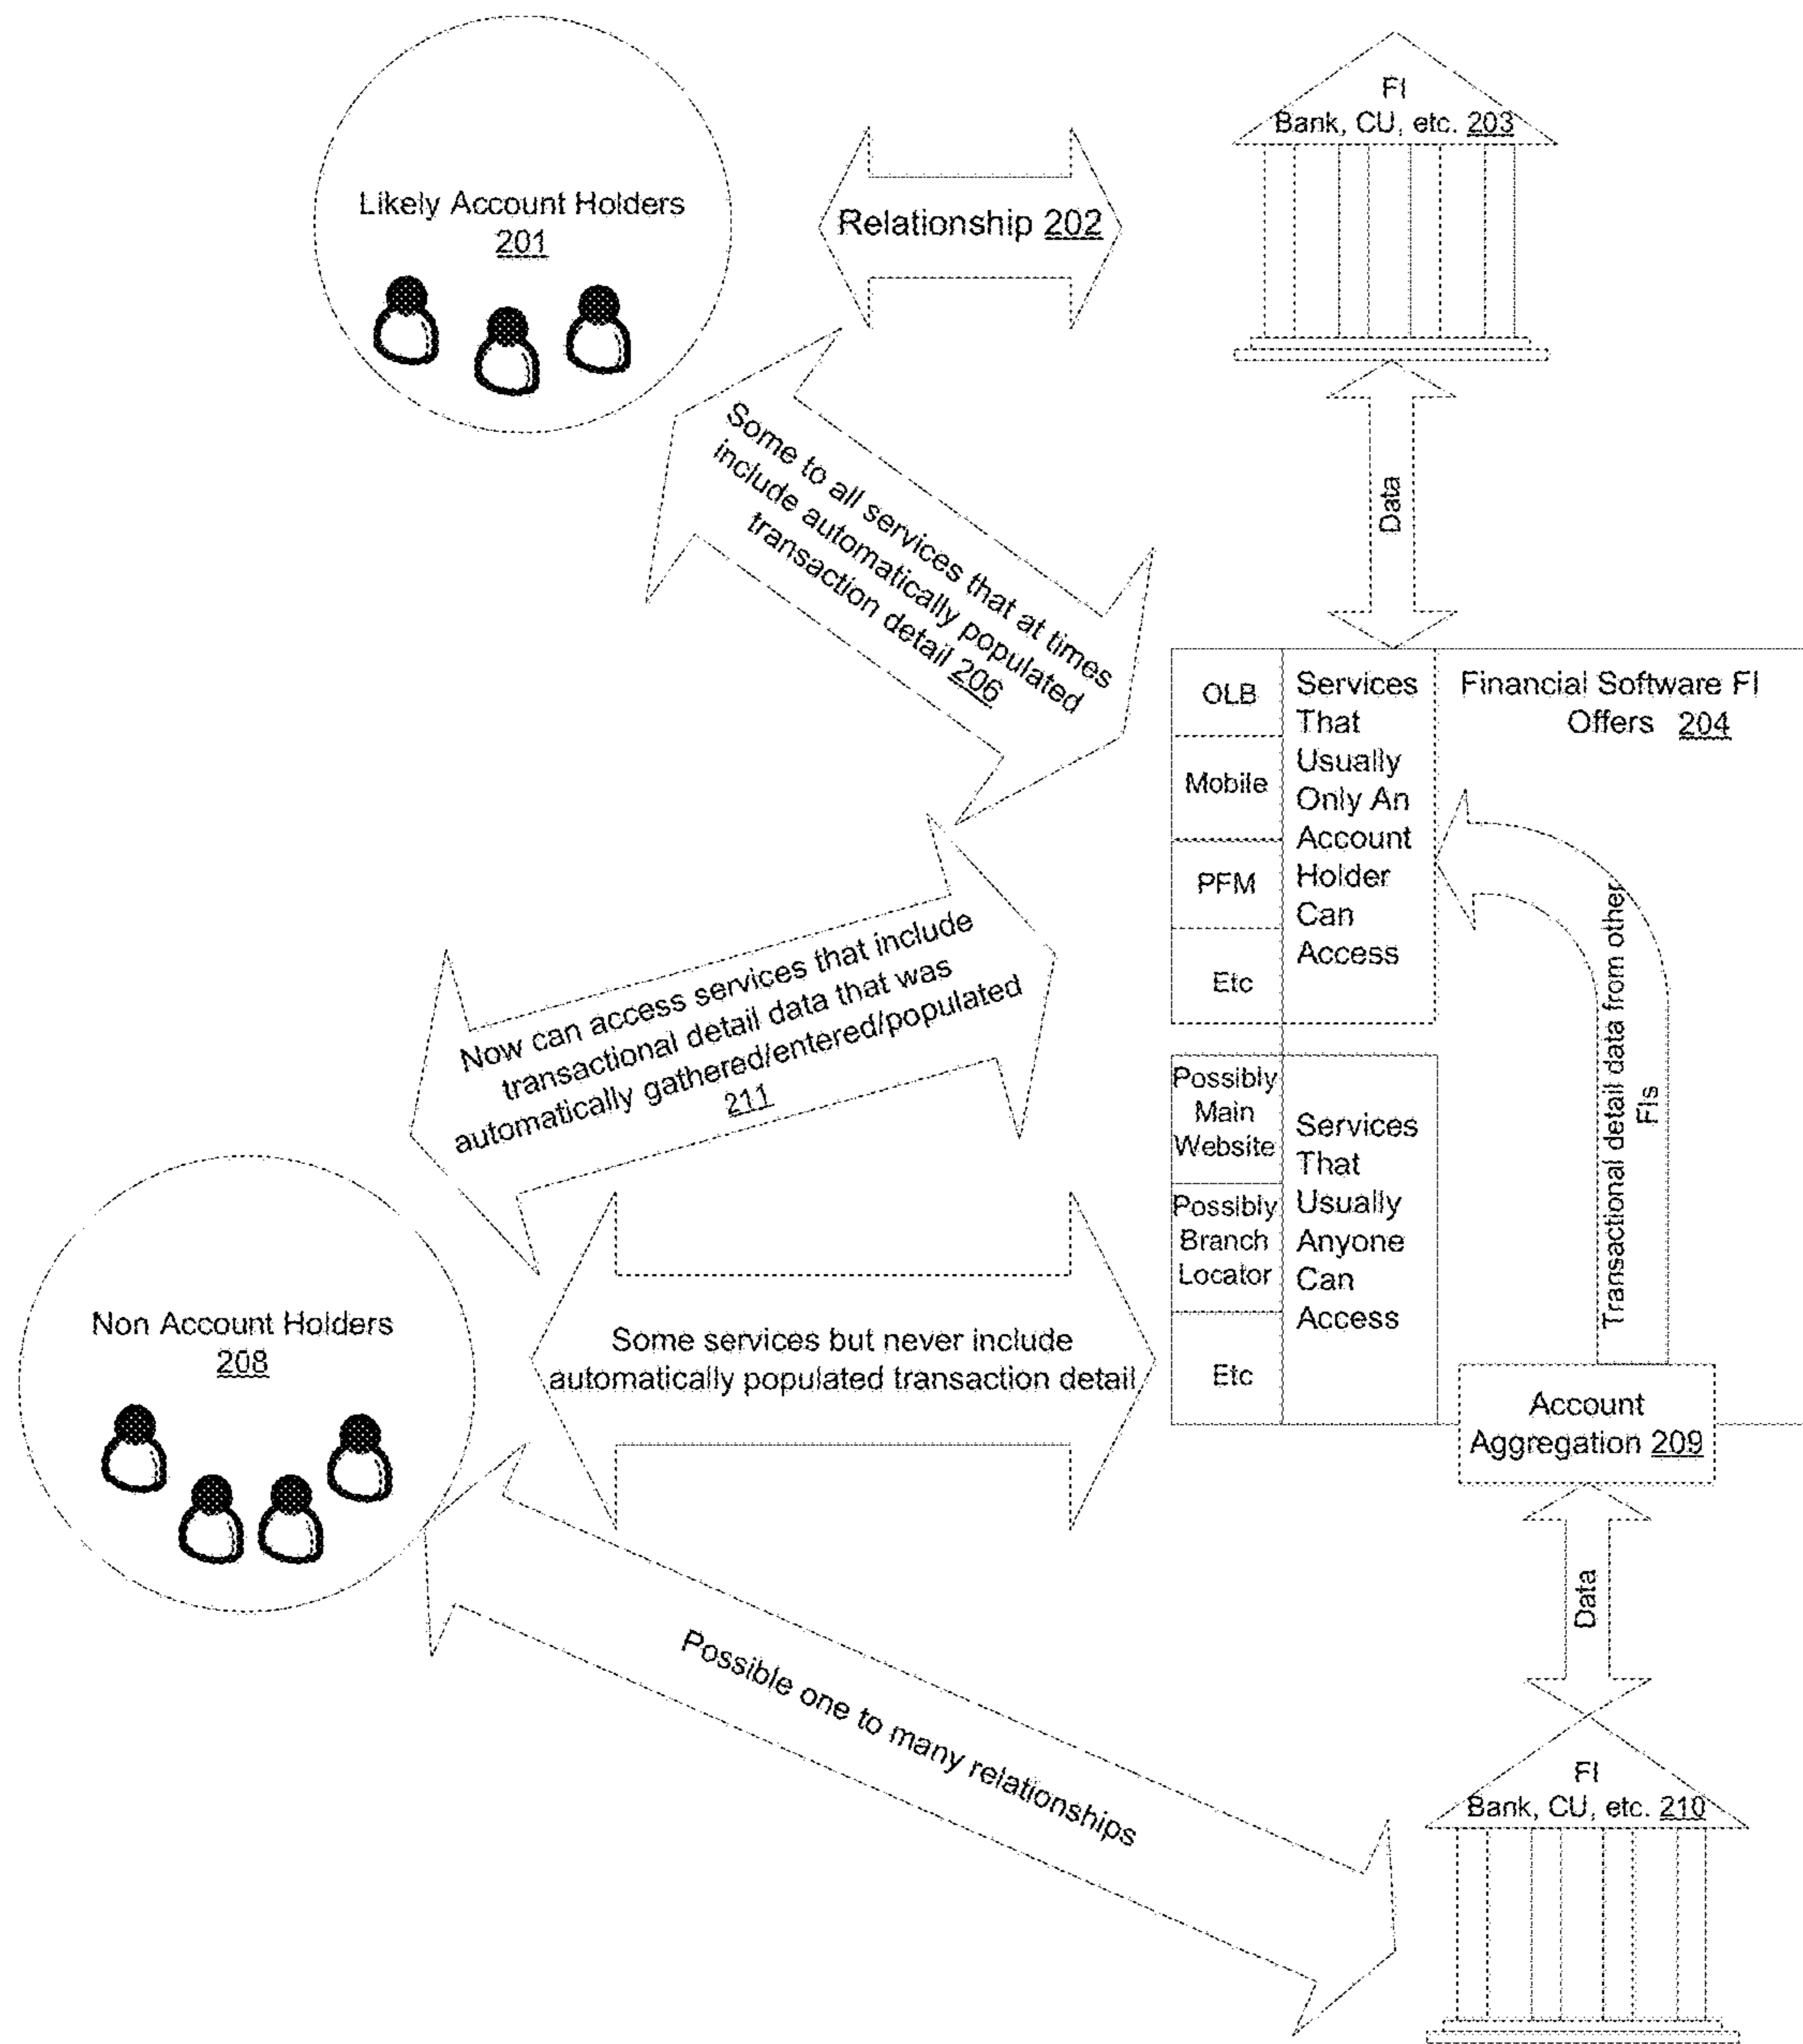 FI
Bank, CU, etc. 203
Likely Account Holders
201
Relationship 202
Data
Some to all services that at times
include automatically populated
transaction detail 206
OLB
Mobile
PFM
Etc
Services
That
Usually
Only An
Account
Holder
Can
Access
Financial Software FI
Offers 204
Now can access services that include
transactional detail data that was
automatically gathered/entered/populated
211
Transactional detail data from other
FIs
Possibly
Main
Website
Possibly
Branch
Locator
Etc
Services
That
Usually
Anyone
Can
Access
Non Account Holders
208
Some services but never include
automatically populated transaction detail
Account
Aggregation 209
Data
Possible one to many relationships
FI
Bank, CU, etc. 210